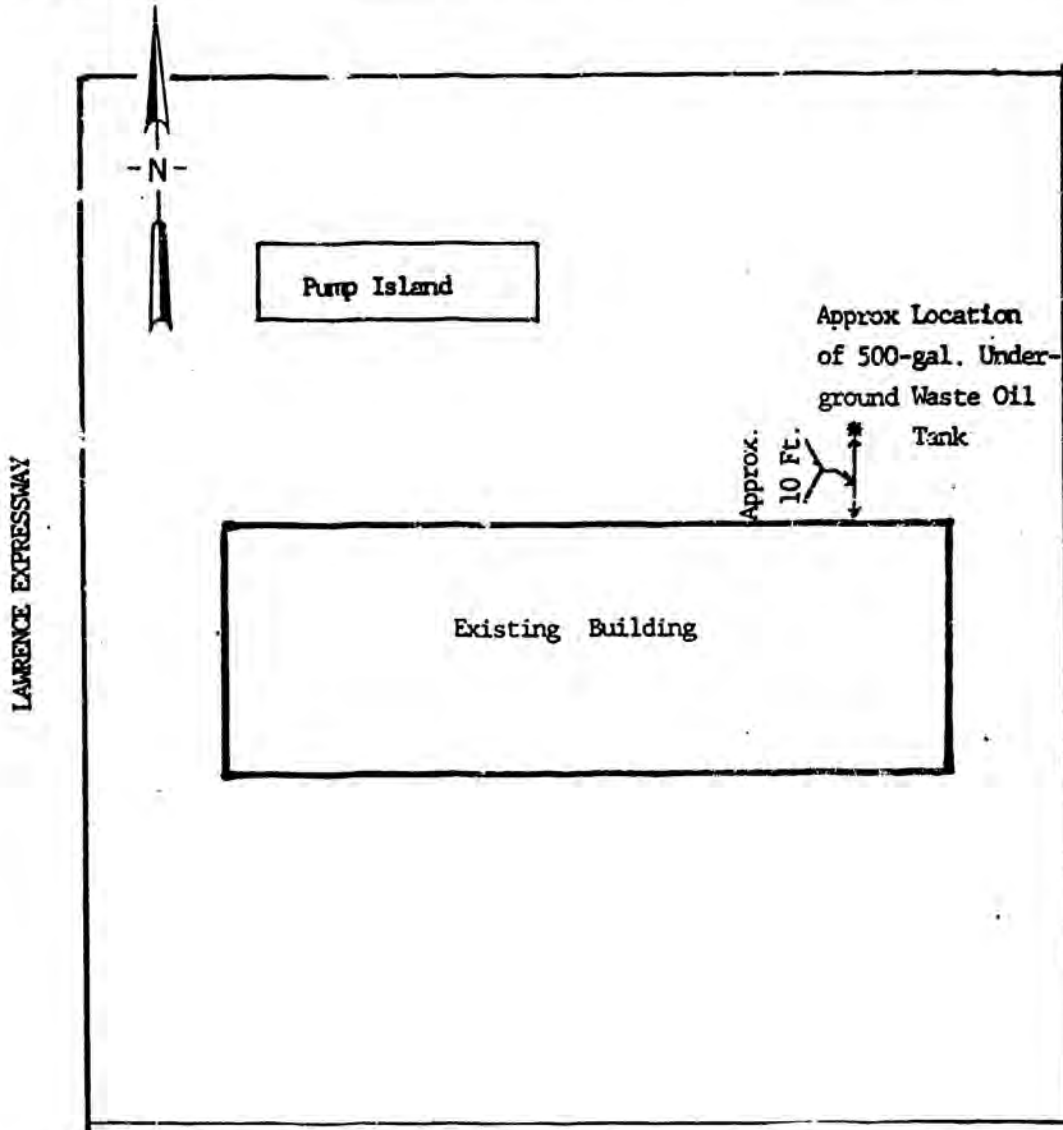 - N -
Pump Island
Approx Location
of 500-gal. Under-
ground Waste Oil
Tank
Approx.
10 Ft.
LAWRENCE EXPRESSWAY
Existing Building